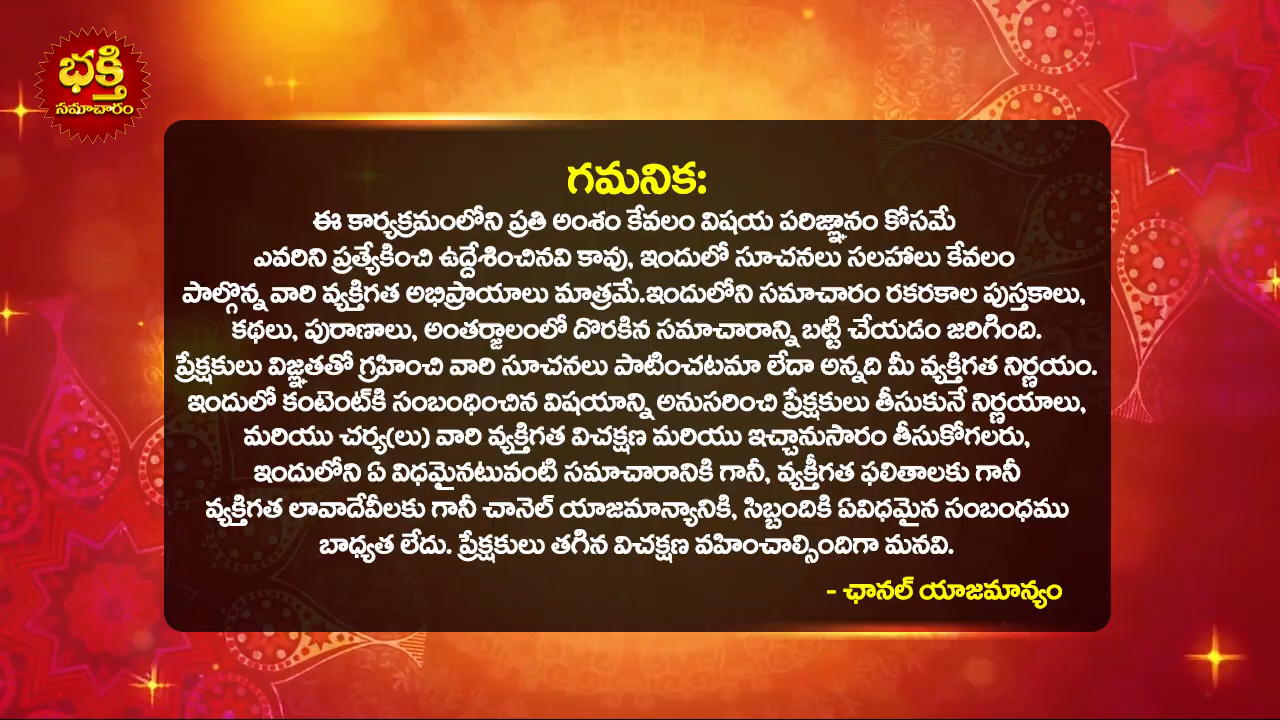 భక్తి
సమాచారం
గమనిక:
ఈ కార్యక్రమంలోని ప్రతి అంశం కేవలం విషయ పరిజ్ఞానం కోసమే
ఎవరిని ప్రత్యేకించి ఉద్దేశించినవి కావు, ఇందులో సూచనలు సలహాలు కేవలం
పాల్గొన్న వారి వ్యక్తిగత అభిప్రాయాలు మాత్రమే.ఇందులోని సమాచారం రకరకాల పుస్తకాలు,
కథలు, పురాణాలు, అంతర్జాలంలో దొరకిన సమాచారాన్ని బట్టి చేయడం జరిగింది.
ప్రేక్షకులు విజ్ఞతతో గ్రహించి వారి సూచనలు పాటించటమా లేదా అన్నది మీ వ్యక్తిగత నిర్ణయం.
ఇందులో కంటెంట్‌కి సంబంధించిన విషయాన్ని అనుసరించి ప్రేక్షకులు తీసుకునే నిర్ణయాలు,
మరియు చర్య(లు) వారి వ్యక్తిగత విచక్షణ మరియు ఇచ్చానుసారం తీసుకోగలరు,
ఇందులోని ఏ విధమైనటువంటి సమాచారానికి గానీ, వ్యక్తీగత ఫలితాలకు గానీ
వ్యక్తిగత లావాదేవీలకు గానీ చానెల్ యాజమాన్యానికి, సిబ్బందికి ఏవిధమైన సంబంధము
బాధ్యత లేదు. ప్రేక్షకులు తగిన విచక్షణ వహించాల్సిందిగా మనవి.
- ఛానల్ యాజమాన్యం